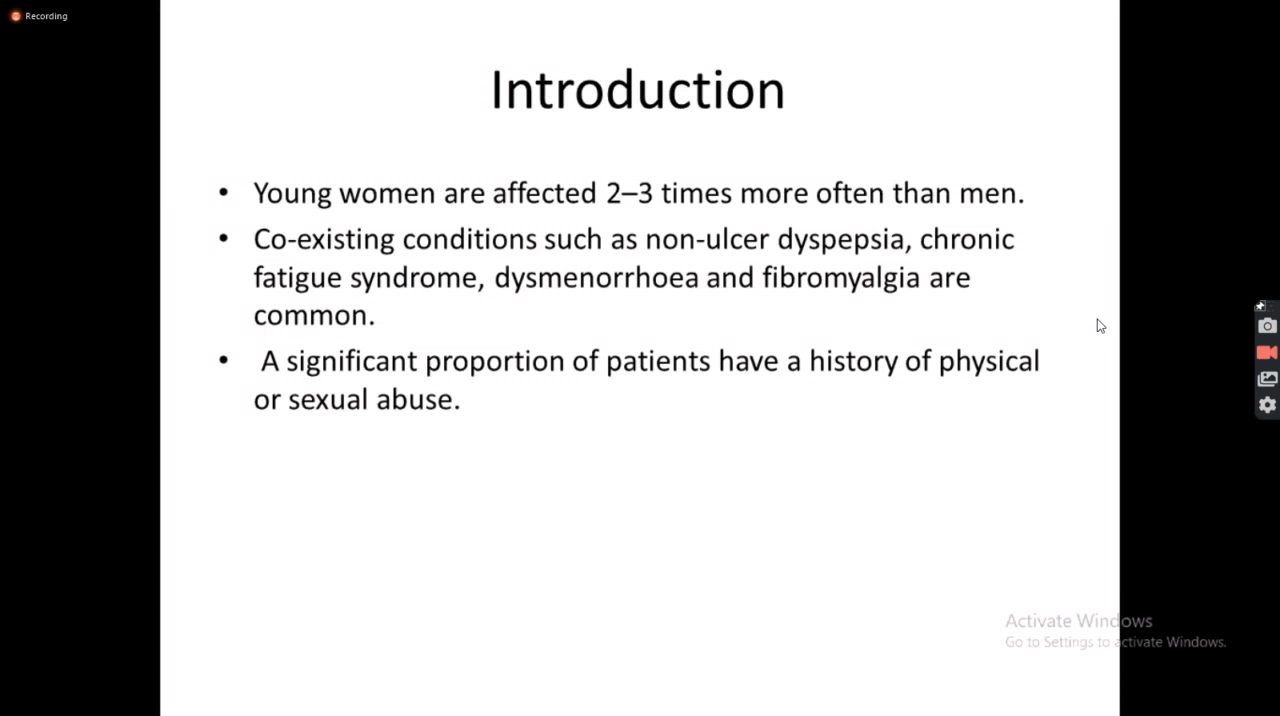 Recording
Introduction
• Young women are affected 2–3 times more often than men.
• Co-existing conditions such as non-ulcer dyspepsia, chronic
fatigue syndrome, dysmenorrhoea and fibromyalgia are
common.
• A significant proportion of patients have a history of physical
or sexual abuse.
Activate Windows
Go to Settings to activate Windows.